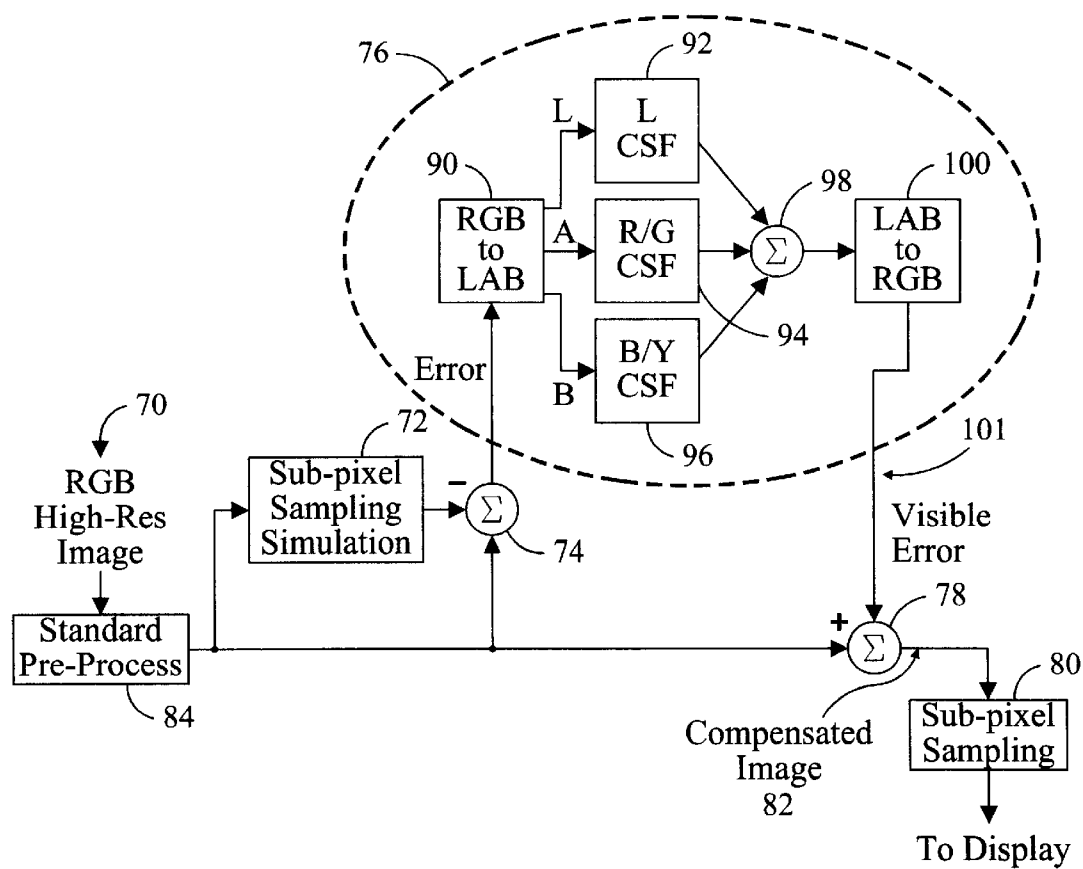 92
76
L
L
CSF
90
100
98
RGB
to
LAB
A
R/G
CSF
Σ
LAB
to
RGB
94
Error
B
B/Y
CSF
70
72
96
101
RGB
High-Res
Image
Sub-pixel
Sampling
Simulation
−
Σ
74
Visible
Error
78
Standard
Pre-Process
+
Σ
84
80
Compensated
Image
82
Sub-pixel
Sampling
To Display